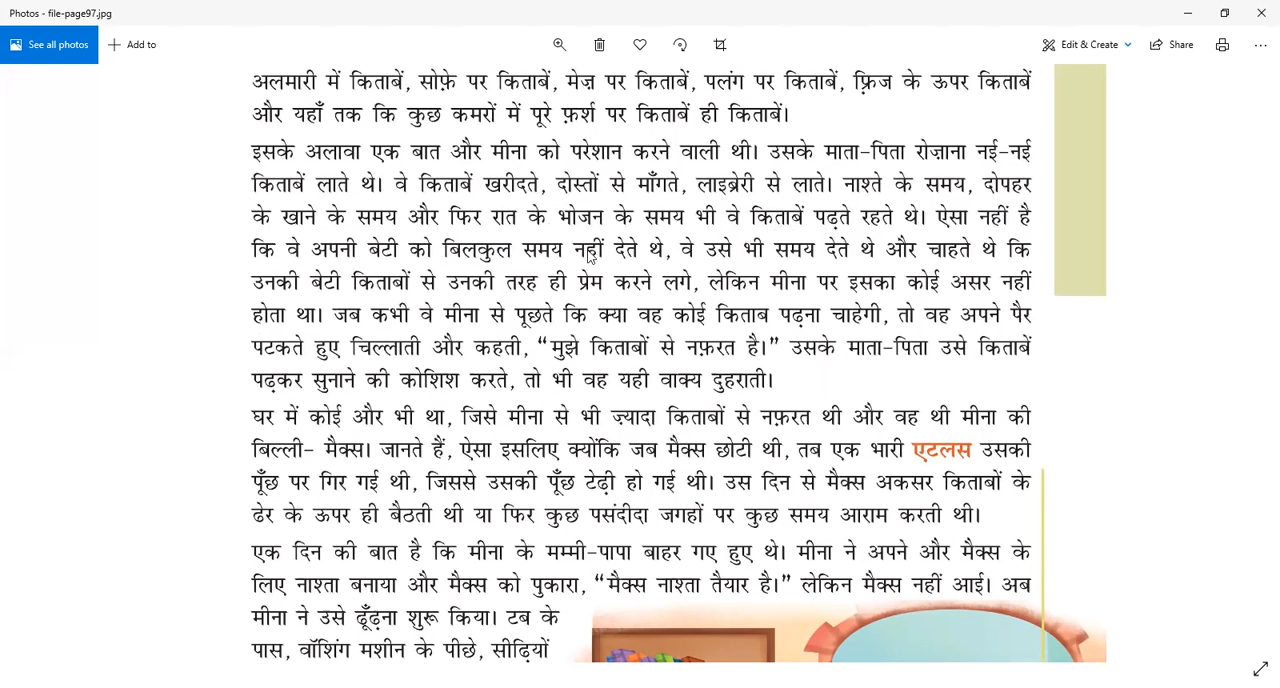 Photos - file-page97.jpg
See all photos
Add to
Edit & Create
Share
अलमारी में किताबें, सोफ़े पर किताबें, मेज़ पर किताबें, पलंग पर किताबें, फ़्रिज के ऊपर किताबें
और यहाँ तक कि कुछ कमरों में पूरे फ़र्श पर किताबें ही किताबें।
इसके अलावा एक बात और मीना को परेशान करने वाली थी। उसके माता-पिता रोज़ाना नई-नई
किताबें लाते थे। वे किताबें खरीदते, दोस्तों से माँगते, लाइब्रेरी से लाते। नाश्ते के समय, दोपहर
के खाने के समय और फिर रात के भोजन के समय भी वे किताबें पढ़ते रहते थे। ऐसा नहीं है
कि वे अपनी बेटी को बिलकुल समय नहीं देते थे, वे उसे भी समय देते थे और चाहते थे कि
उनकी बेटी किताबों से उनकी तरह ही प्रेम करने लगे, लेकिन मीना पर इसका कोई असर नहीं
होता था। जब कभी वे मीना से पूछते कि क्या वह कोई किताब पढ़ना चाहेगी, तो वह अपने पैर
पटकते हुए चिल्लाती और कहती, “मुझे किताबों से नफ़रत है।” उसके माता-पिता उसे किताबें
पढ़कर सुनाने की कोशिश करते, तो भी वह यही वाक्य दुहराती।
घर में कोई और भी था, जिसे मीना से भी ज़्यादा किताबों से नफ़रत थी और वह थी मीना की
बिल्ली- मैक्स। जानते हैं, ऐसा इसलिए क्योंकि जब मैक्स छोटी थी, तब एक भारी एटलस उसकी
पूँछ पर गिर गई थी, जिससे उसकी पूँछ टेढ़ी हो गई थी। उस दिन से मैक्स अकसर किताबों के
ढेर के ऊपर ही बैठती थी या फिर कुछ पसंदीदा जगहों पर कुछ समय आराम करती थी।
एक दिन की बात है कि मीना के मम्मी-पापा बाहर गए हुए थे। मीना ने अपने और मैक्स के
लिए नाश्ता बनाया और मैक्स को पुकारा, “मैक्स नाश्ता तैयार है।” लेकिन मैक्स नहीं आई। अब
मीना ने उसे ढूँढ़ना शुरू किया। टब के
पास, वॉशिंग मशीन के पीछे, सीढ़ियों